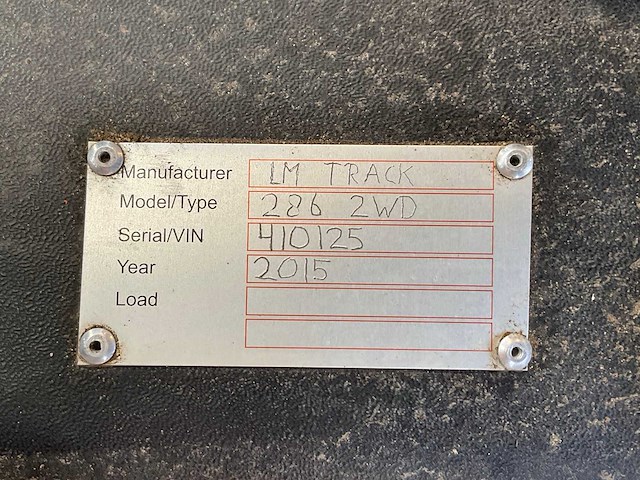 Manufacturer LM TRACK
Model/Type 286 2WD
Serial/VIN 410125
Year 2015
Load